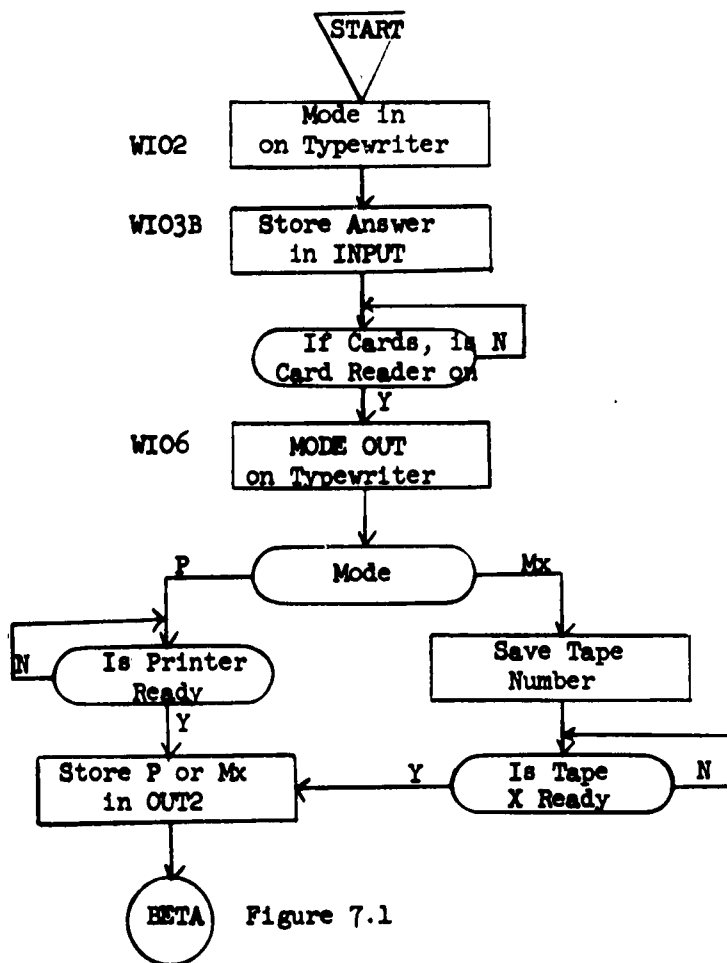 START
Mode in
on Typewriter
WIO2
Store Answer
in INPUT
WIO3B
If Cards, is
Card Reader on
N
Y
MODE OUT
on Typewriter
WIO6
Mode
P
Mx
Is Printer
Ready
N
Y
Save Tape
Number
Is Tape
X Ready
Y
N
Store P or Mx
in OUT2
BETA
Figure 7.1